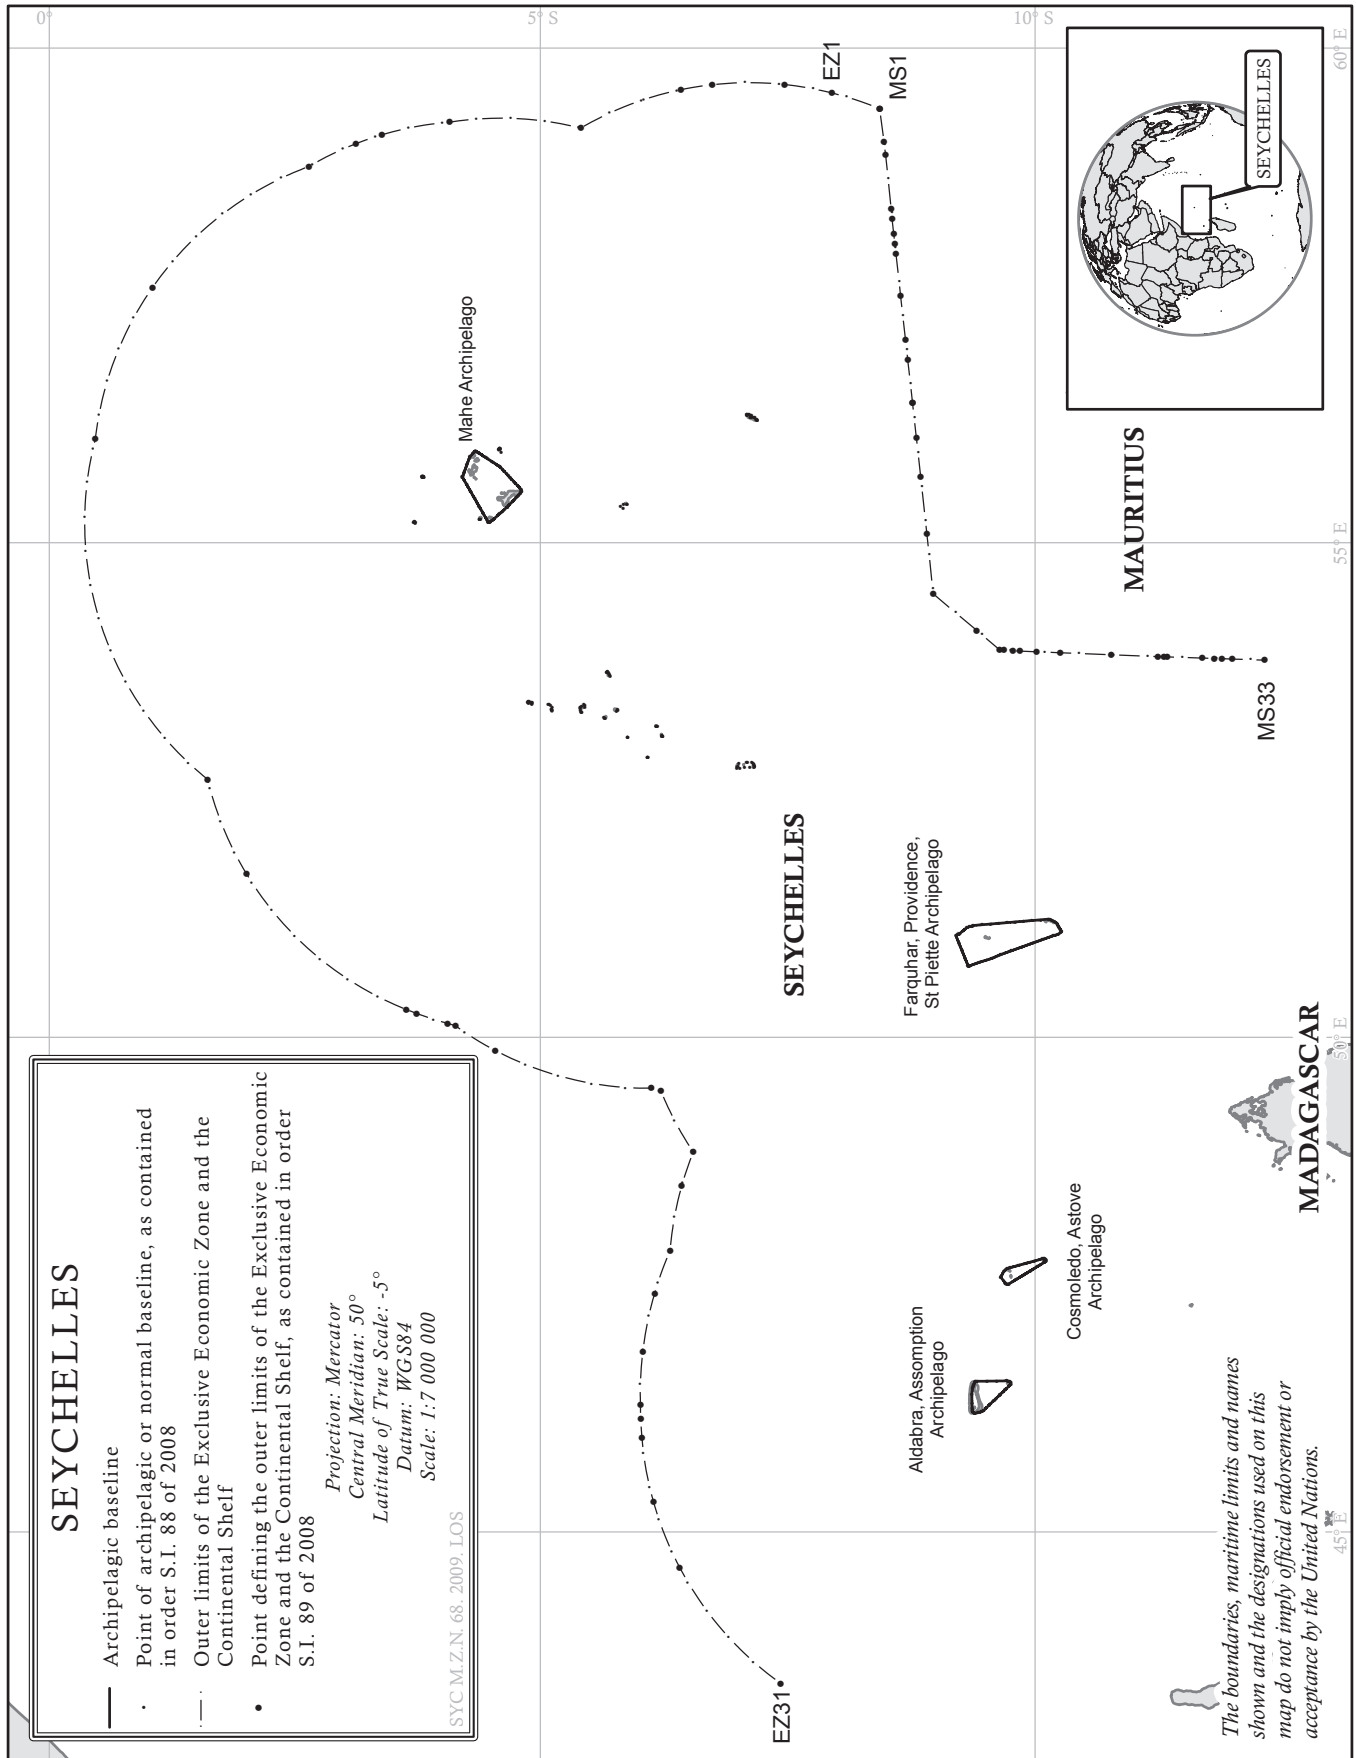 SEYCHELLES
Archipelagic baseline
Point of archipelagic or normal baseline, as contained
in order S.I. 88 of 2008
Outer limits of the Exclusive Economic Zone and the
Continental Shelf
Point defining the outer limits of the Exclusive Economic
Zone and the Continental Shelf, as contained in order
S.I. 89 of 2008
Projection: Mercator
Central Meridian: 50°
Latitude of True Scale: -5°
Datum: WGS84
Scale: 1:7 000 000
SYC M.Z.N. 68. 2009. LOS
0°
5° S
10° S
45° E
50° E
55° E
60° E
Mahe Archipelago
EZ1
MS1
SEYCHELLES
MAURITIUS
MS33
SEYCHELLES
Farquhar, Providence,
St Piette Archipelago
Aldabra, Assomption
Archipelago
Cosmoledo, Astove
Archipelago
MADAGASCAR
EZ31
The boundaries, maritime limits and names
shown and the designations used on this
map do not imply official endorsement or
acceptance by the United Nations.